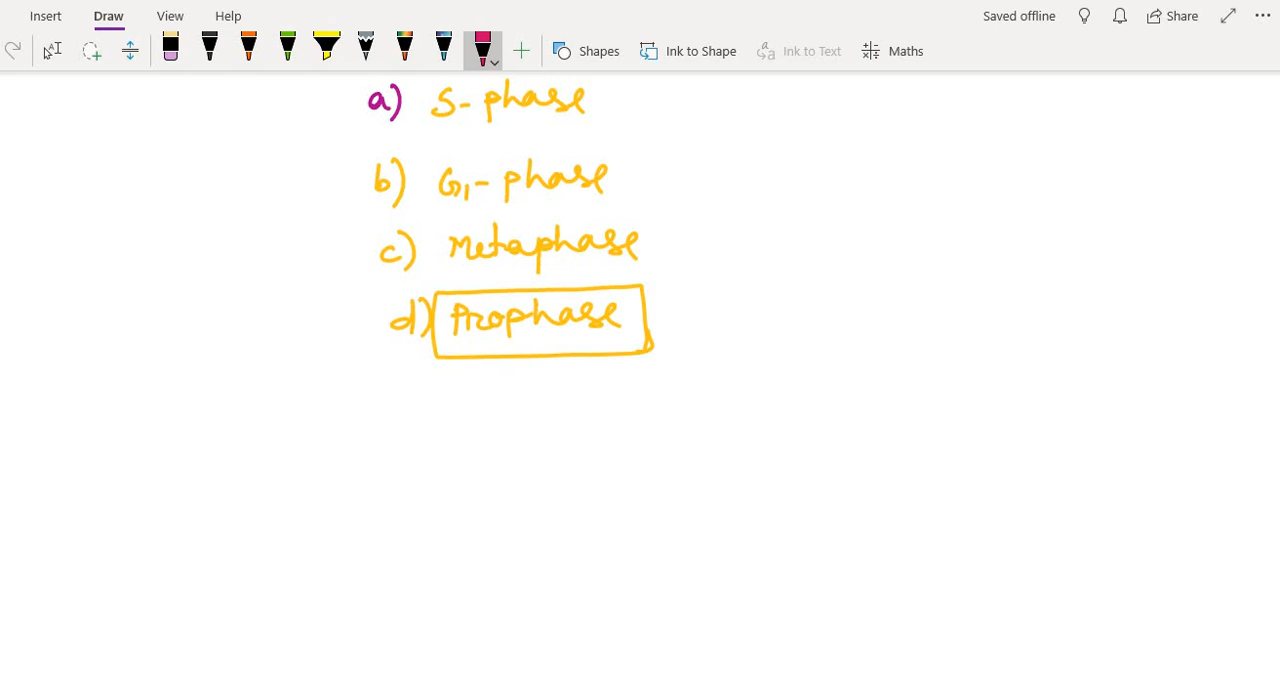 Insert Draw View Help Saved offline Share
Shapes Ink to Shape Ink to Text Maths
a) S-phase
b) G1-phase
c) Metaphase
d) Prophase